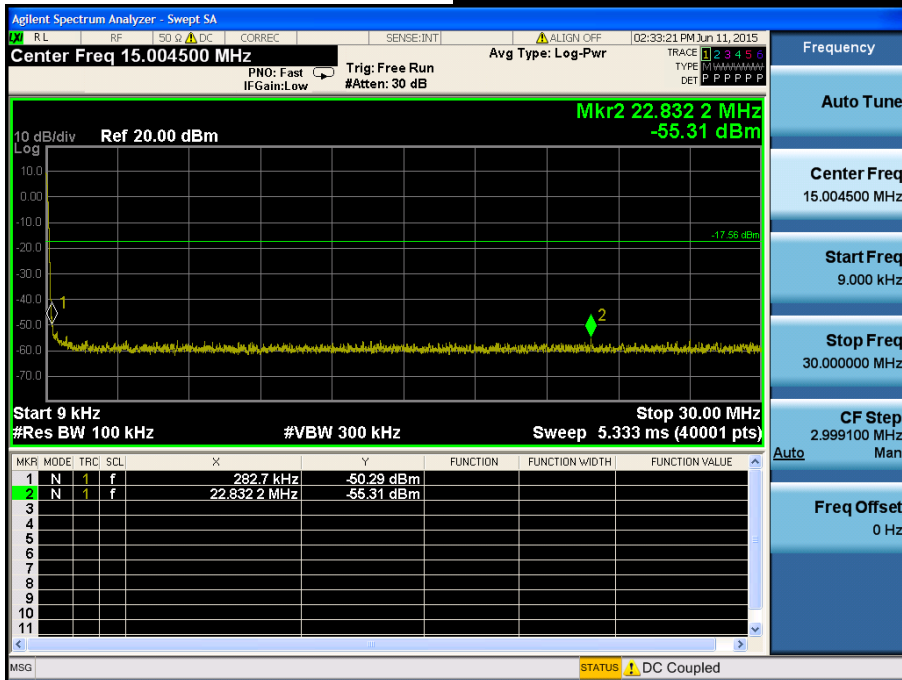 Agilent Spectrum Analyzer - Swept SA
LXI RL RF 50 Ω DC CORREC SENSE:INT ALIGN OFF 02:33:21 PM Jun 11, 2015
Center Freq 15.004500 MHz
PNO: Fast
IFGain:Low
Trig: Free Run
#Atten: 30 dB
Avg Type: Log-Pwr
TRACE 1 2 3 4 5 6
TYPE MWWWWW
DET P P P P P P
Frequency
Mkr2 22.832 2 MHz
-55.31 dBm
10 dB/div Ref 20.00 dBm
Log
10.0
0.00
-10.0
-20.0
-30.0
-40.0
-50.0
-60.0
-70.0
-17.56 dBm
1
2
Start 9 kHz Stop 30.00 MHz
#Res BW 100 kHz #VBW 300 kHz Sweep 5.333 ms (40001 pts)
MKR MODE TRC SCL X Y FUNCTION FUNCTION WIDTH FUNCTION VALUE
1 N 1 f 282.7 kHz -50.29 dBm
2 N 1 f 22.832 2 MHz -55.31 dBm
3
4
5
6
7
8
9
10
11
Auto Tune
Center Freq
15.004500 MHz
Start Freq
9.000 kHz
Stop Freq
30.000000 MHz
CF Step
2.999100 MHz
Auto Man
Freq Offset
0 Hz
MSG STATUS DC Coupled